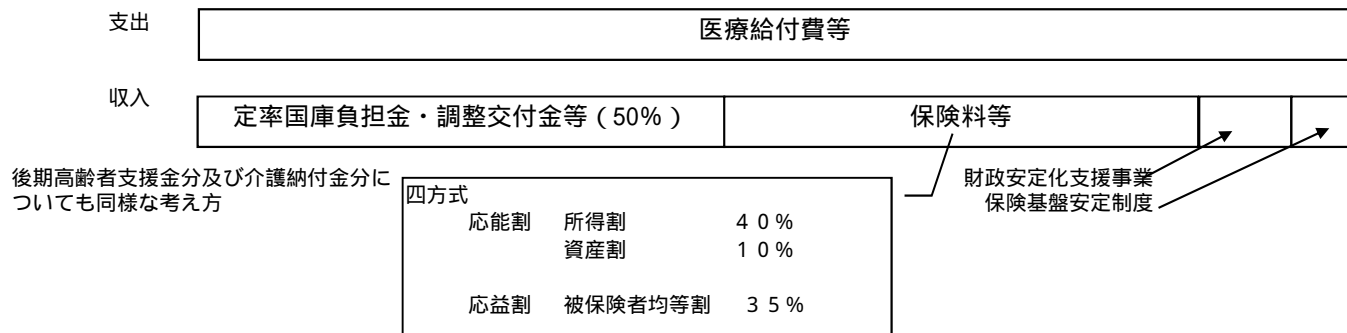 支出
医療給付費等
収入
定率国庫負担金・調整交付金等（50％）
保険料等
後期高齢者支援金分及び介護納付金分に
ついても同様な考え方
財政安定化支援事業
保険基盤安定制度
四方式
応能割 所得割 ４０％
資産割 １０％
応益割 被保険者均等割 ３５％